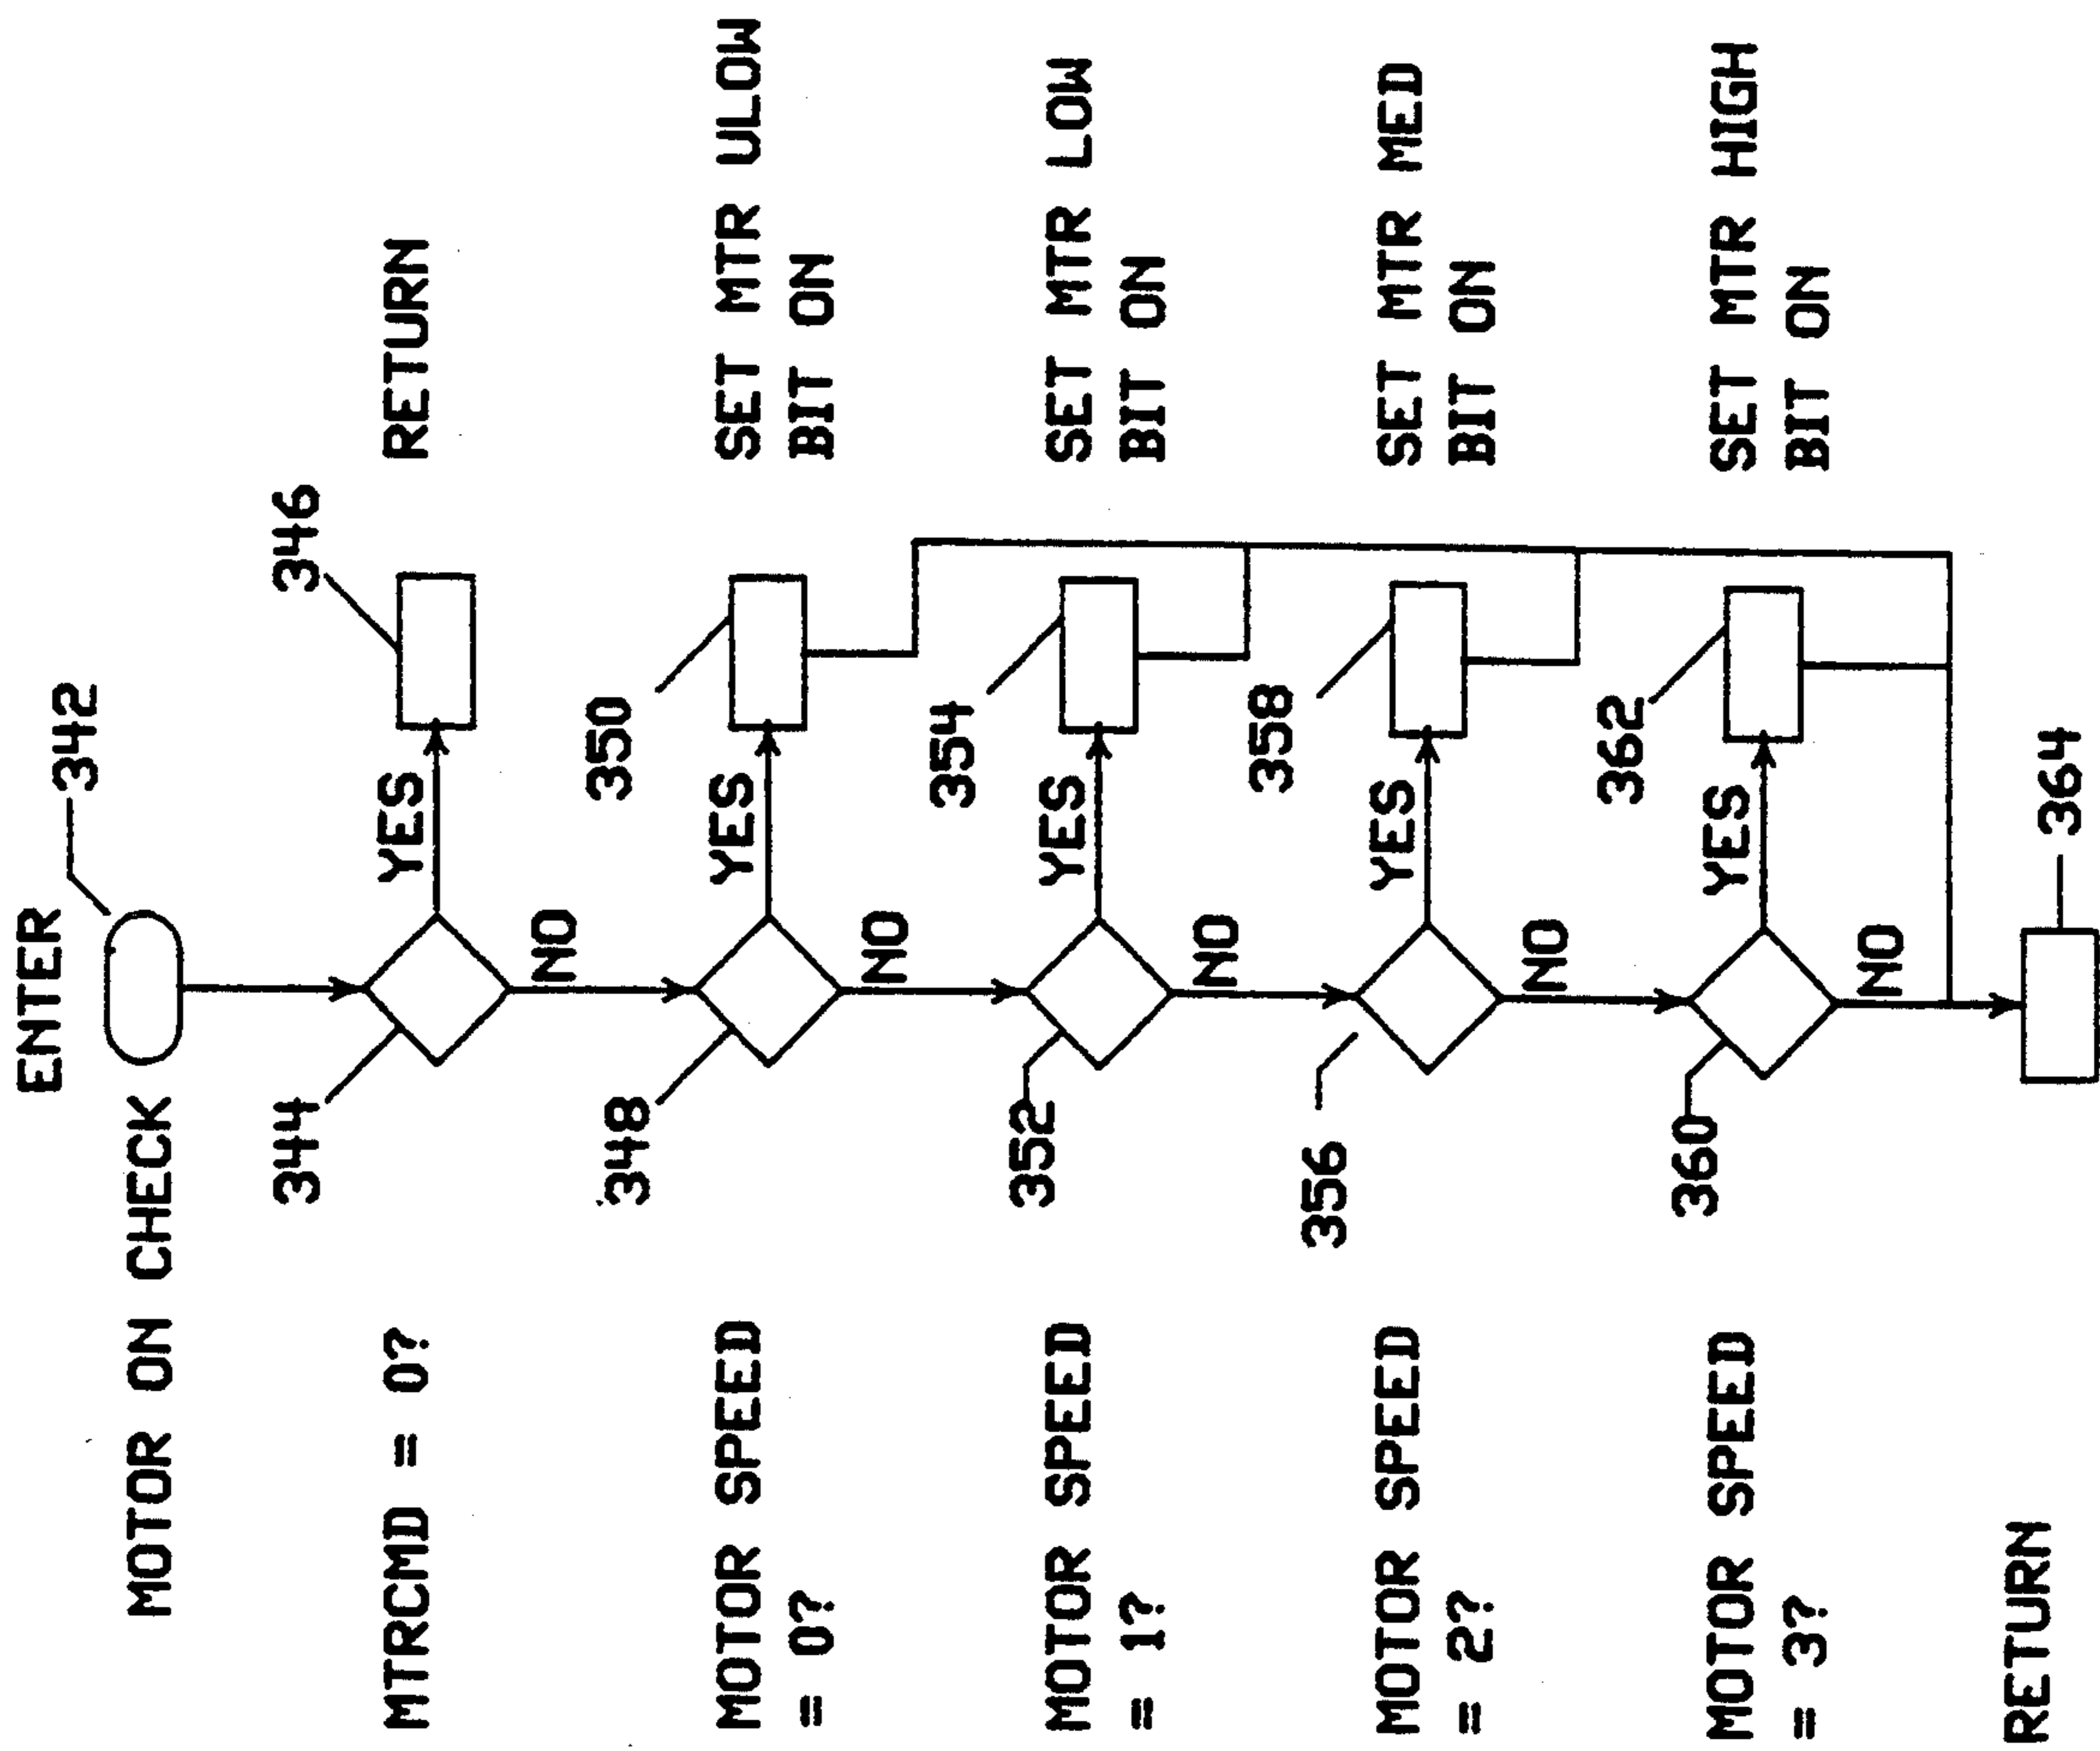 ENTER
342
MOTOR ON CHECK
344
346
MTRCMD = 0?
YES
RETURN
NO
348
350
MOTOR SPEED
= 0?
YES
SET MTR ULOW
BIT ON
NO
352
354
MOTOR SPEED
= 1?
YES
SET MTR LOW
BIT ON
NO
356
358
MOTOR SPEED
= 2?
YES
SET MTR MED
BIT ON
NO
360
362
MOTOR SPEED
= 3?
YES
SET MTR HIGH
BIT ON
NO
RETURN
364